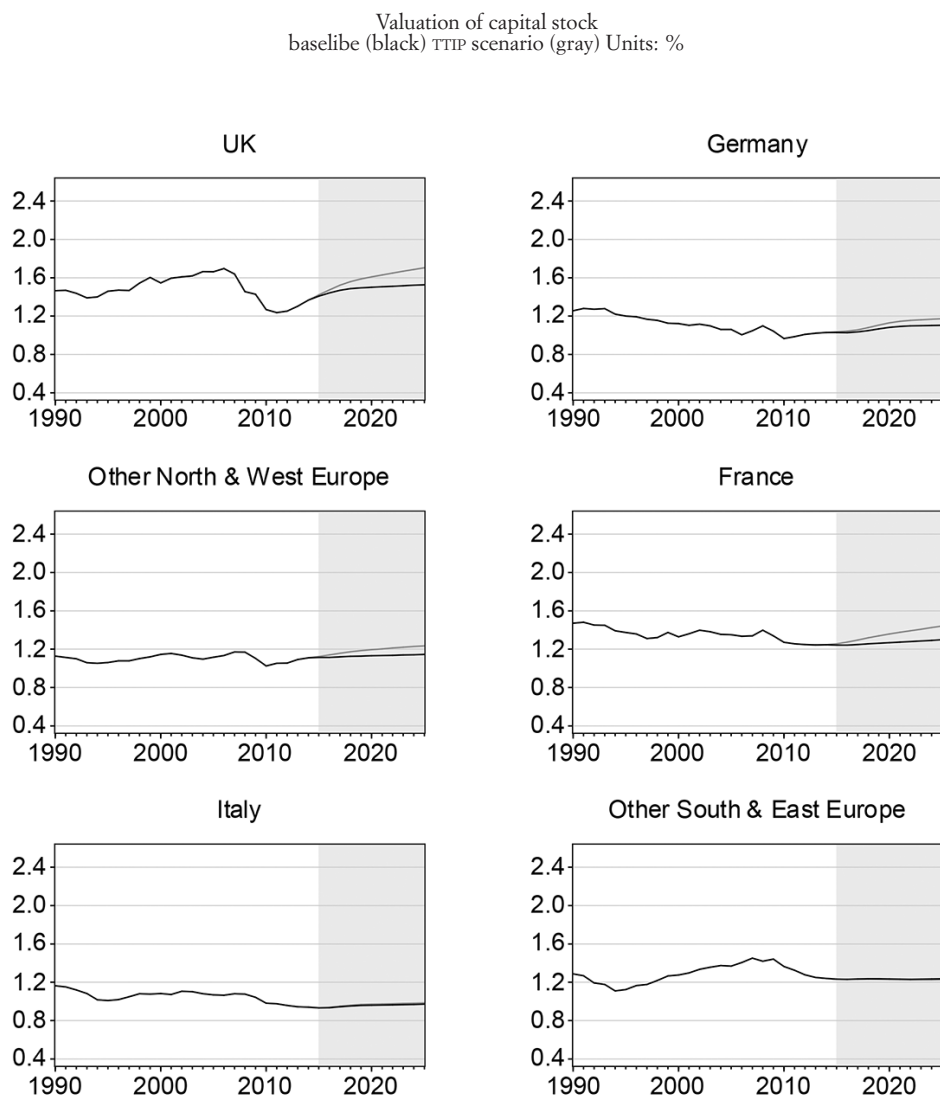 Valuation of capital stock
baselibe (black) TTIP scenario (gray) Units: %
UK
2.4
2.0
1.6
1.2
0.8
0.4
1990 2000 2010 2020
Germany
2.4
2.0
1.6
1.2
0.8
0.4
1990 2000 2010 2020
Other North & West Europe
2.4
2.0
1.6
1.2
0.8
0.4
1990 2000 2010 2020
France
2.4
2.0
1.6
1.2
0.8
0.4
1990 2000 2010 2020
Italy
2.4
2.0
1.6
1.2
0.8
0.4
1990 2000 2010 2020
Other South & East Europe
2.4
2.0
1.6
1.2
0.8
0.4
1990 2000 2010 2020